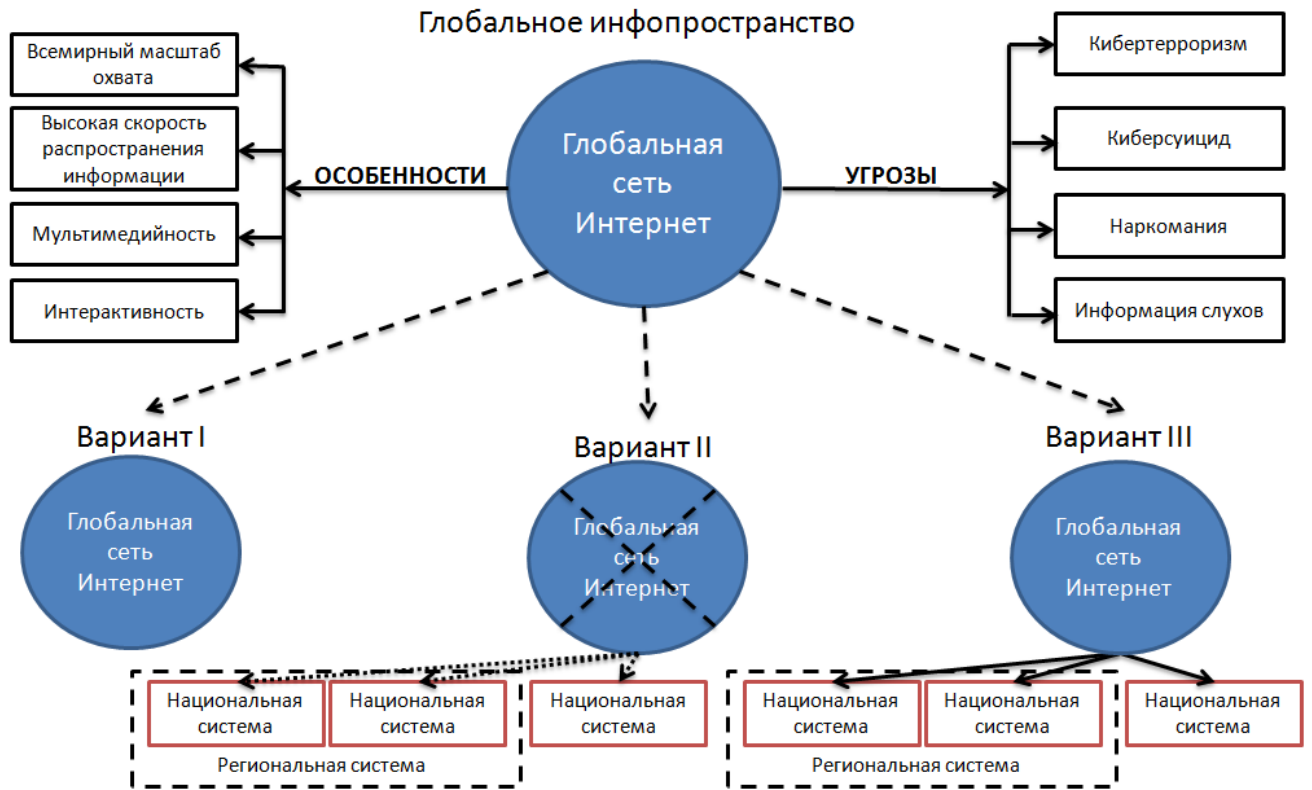 Глобальное инфопространство
Всемирный масштаб
охвата
Высокая скорость
распространения
информации
Мультимедийность
Интерактивность
ОСОБЕННОСТИ
Глобальная
сеть
Интернет
УГРОЗЫ
Кибертерроризм
Киберсуицид
Наркомания
Информация слухов
Вариант I
Глобальная
сеть
Интернет
Вариант II
Глобальная
сеть
Интернет
Национальная
система
Национальная
система
Национальная
система
Региональная система
Вариант III
Глобальная
сеть
Интернет
Национальная
система
Национальная
система
Национальная
система
Региональная система